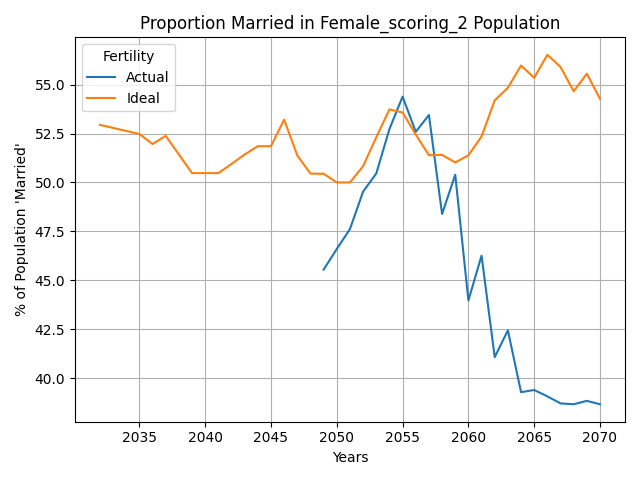 Proportion Married in Female_scoring_2 Population
Fertility
Actual
Ideal
% of Population 'Married'
55.0
52.5
50.0
47.5
45.0
42.5
40.0
2035 2040 2045 2050 2055 2060 2065 2070
Years